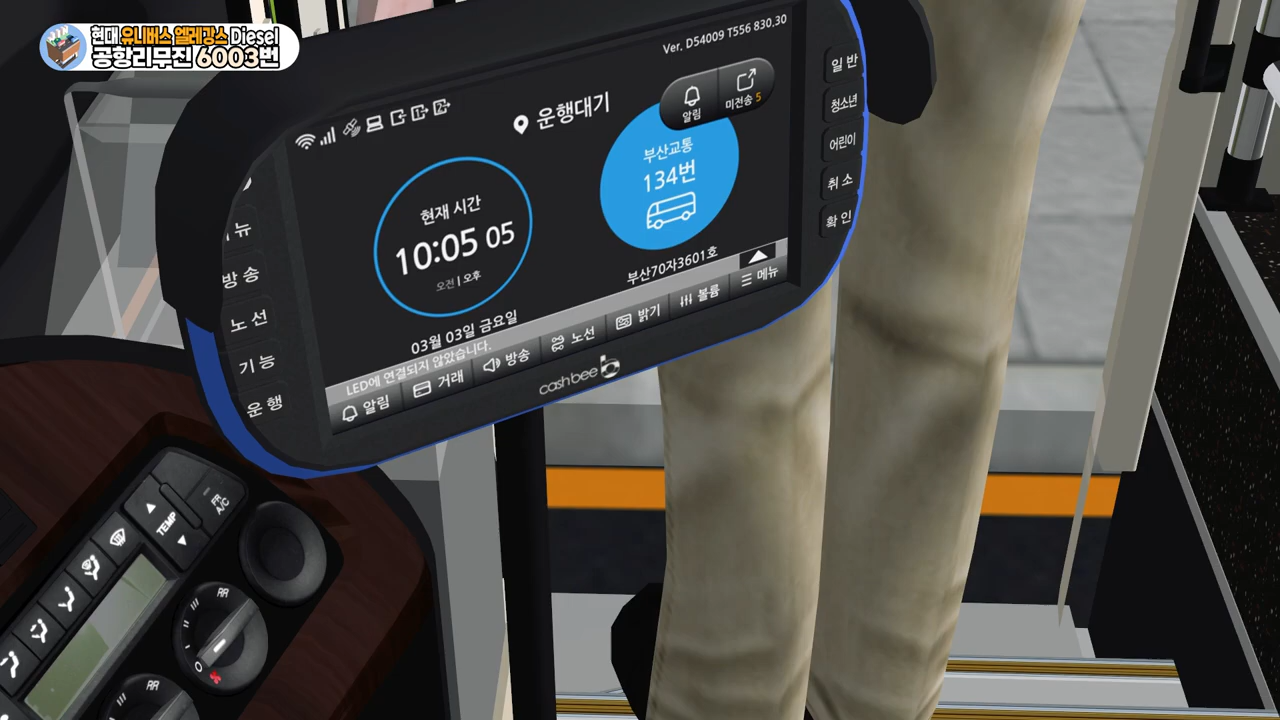 현대 유니버스 엘레강스 Diesel
공항리무진 6003번
Ver. D54009 T556 830.30
운행대기
알림
미전송 5
현재 시간
10:05 05
오전 | 오후
03월 03일 금요일
부산교통
134번
부산70자3601호
LED에 연결되지 않았습니다.
알림
거래
방송
노선
밝기
볼륨
메뉴
cashbee
방송
노선
기능
운행
일반
청소년
어린이
취소
확인
TEMP
FR
A/C
RR
O
RR